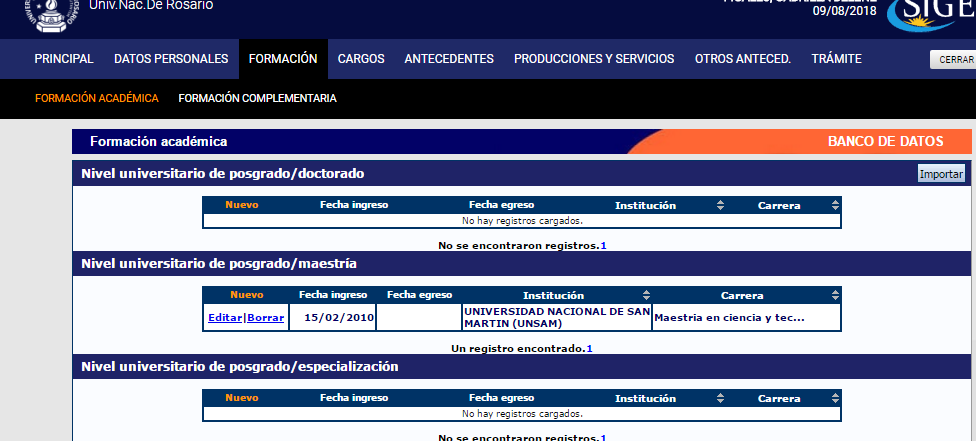 Univ.Nac.De Rosario
09/08/2018
SIGE
PRINCIPAL DATOS PERSONALES FORMACIÓN CARGOS ANTECEDENTES PRODUCCIONES Y SERVICIOS OTROS ANTECED. TRÁMITE CERRAR
FORMACIÓN ACADÉMICA FORMACIÓN COMPLEMENTARIA
Formación académica BANCO DE DATOS
Nivel universitario de posgrado/doctorado Importar
Nuevo Fecha ingreso Fecha egreso Institución Carrera
No hay registros cargados.
No se encontraron registros.1
Nivel universitario de posgrado/maestría
Nuevo Fecha ingreso Fecha egreso Institución Carrera
Editar|Borrar 15/02/2010 UNIVERSIDAD NACIONAL DE SAN MARTIN (UNSAM) Maestria en ciencia y tec...
Un registro encontrado.1
Nivel universitario de posgrado/especialización
Nuevo Fecha ingreso Fecha egreso Institución Carrera
No hay registros cargados.
No se encontraron registros.1